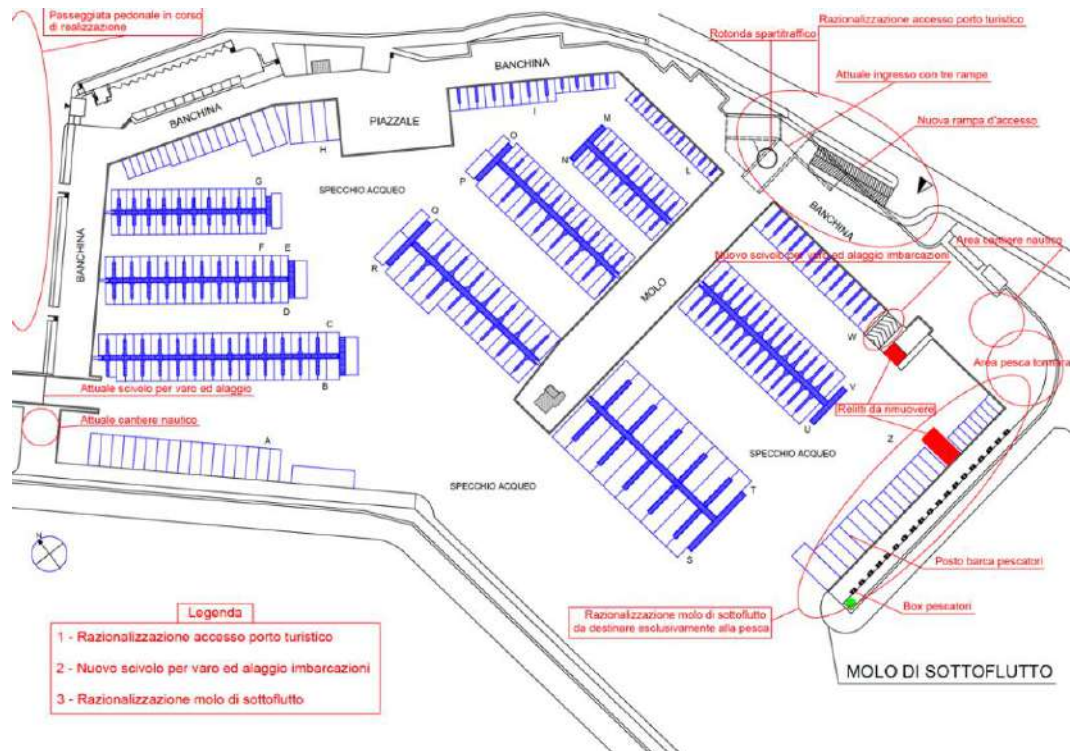 Passeggiata pedonale in corso
di realizzazione
Razionalizzazione accesso porto turistico
Rotonda spartitraffico
Attuale ingresso con tre rampe
Nuova rampa d'accesso
BANCHINA
BANCHINA
PIAZZALE
BANCHINA
BANCHINA
H
I
L
M
N
O
P
G
F
E
D
C
B
A
Q
R
SPECCHIO ACQUEO
MOLO
Area cantiere nautico
Nuovo scivolo per varo ed alaggio imbarcazioni
W
Area pesca
Relitti da rimuovere
V
U
Z
T
S
SPECCHIO ACQUEO
SPECCHIO ACQUEO
Attuale scivolo per varo ed alaggio
Attuale cantiere nautico
N
Posto barca pescatori
Box pescatori
Razionalizzazione molo di sottoflutto
da destinare esclusivamente alla pesca
MOLO DI SOTTOFLUTTO
Legenda
1 - Razionalizzazione accesso porto turistico
2 - Nuovo scivolo per varo ed alaggio imbarcazioni
3 - Razionalizzazione molo di sottoflutto